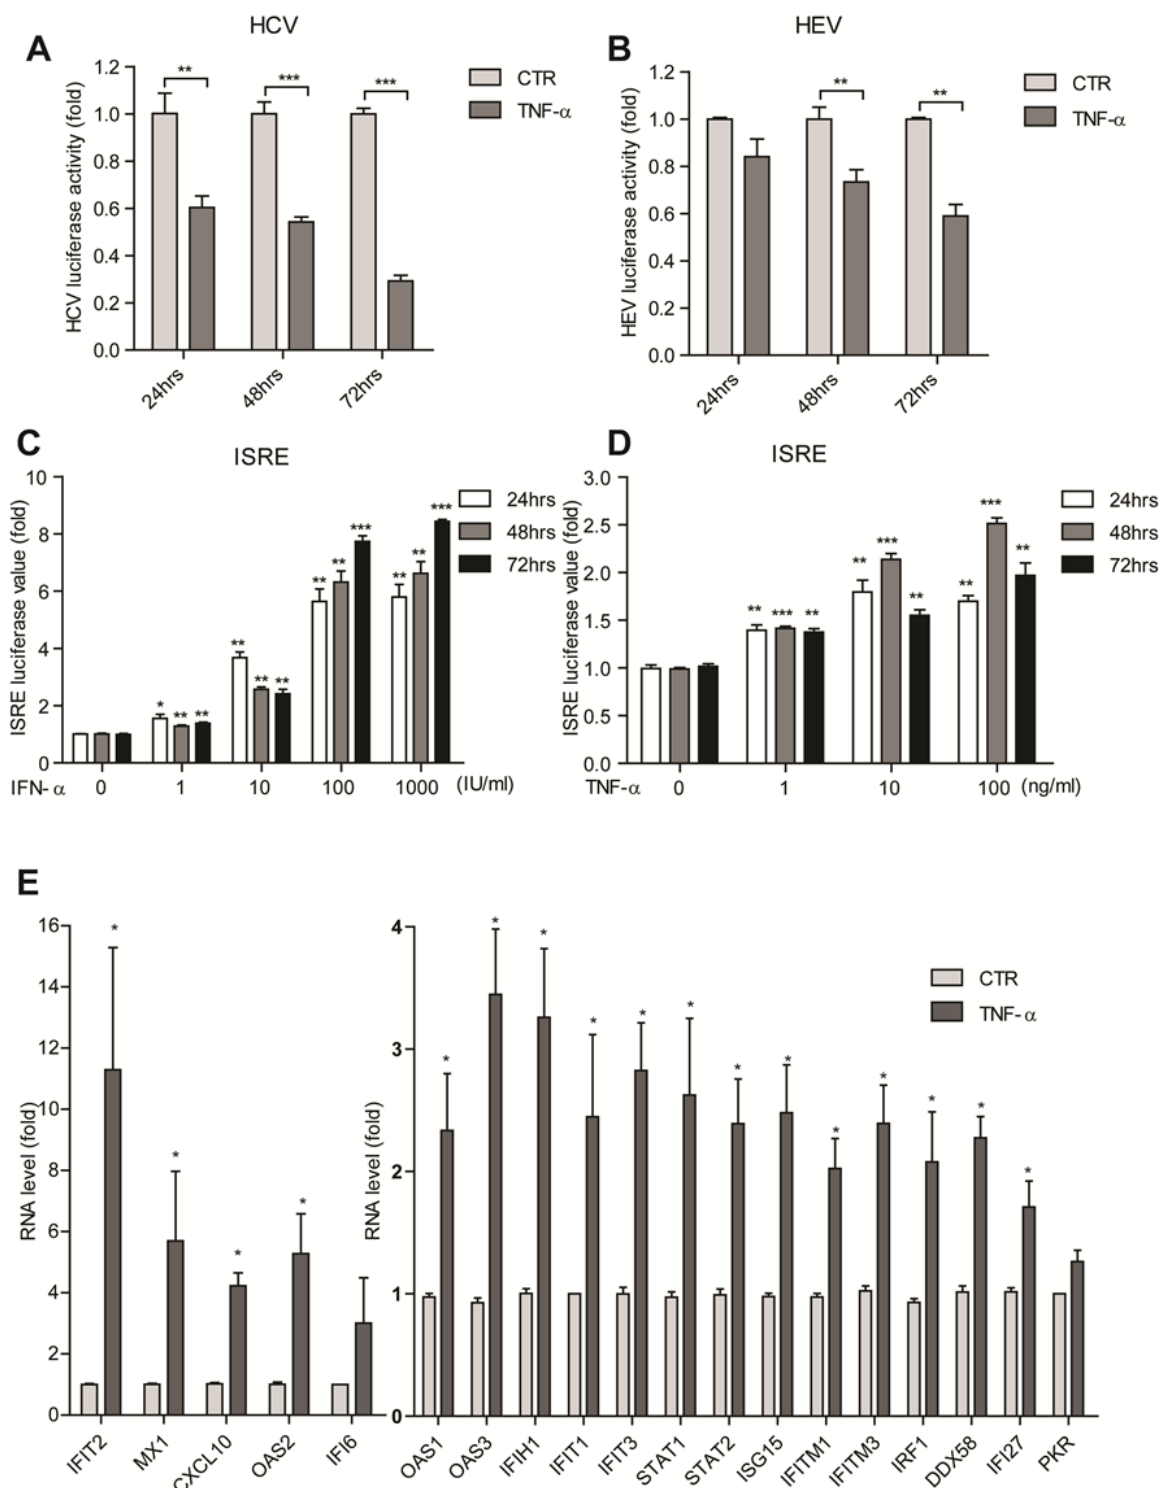 HCV
A
HCV luciferase activity (fold)
1.2
1.0
0.8
0.6
0.4
0.2
0.0
**
***
***
CTR
TNF-α
24hrs
48hrs
72hrs
HEV
B
HEV luciferase activity (fold)
1.2
1.0
0.8
0.6
0.4
0.2
0.0
**
**
CTR
TNF-α
24hrs
48hrs
72hrs
C
ISRE
ISRE luciferase value (fold)
10
8
6
4
2
0
* ** **
** ** **
** ** ***
** ** ***
24hrs
48hrs
72hrs
IFN-α 0 1 10 100 1000 (IU/ml)
D
ISRE
ISRE luciferase value (fold)
3.0
2.5
2.0
1.5
1.0
0.5
0.0
** *** **
** *** **
** *** **
24hrs
48hrs
72hrs
TNF-α 0 1 10 100 (ng/ml)
E
RNA level (fold)
16
14
12
10
8
6
4
2
0
* * * *
IFIT2 MX1 CXCL10 OAS2 IFI6
RNA level (fold)
4
3
2
1
0
* * * * * * * * * * * * *
CTR
TNF-α
OAS1 OAS3 IFIH1 IFIT1 IFIT3 STAT1 STAT2 ISG15 IFITM1 IFITM3 IRF1 DDX58 IFI27 PKR